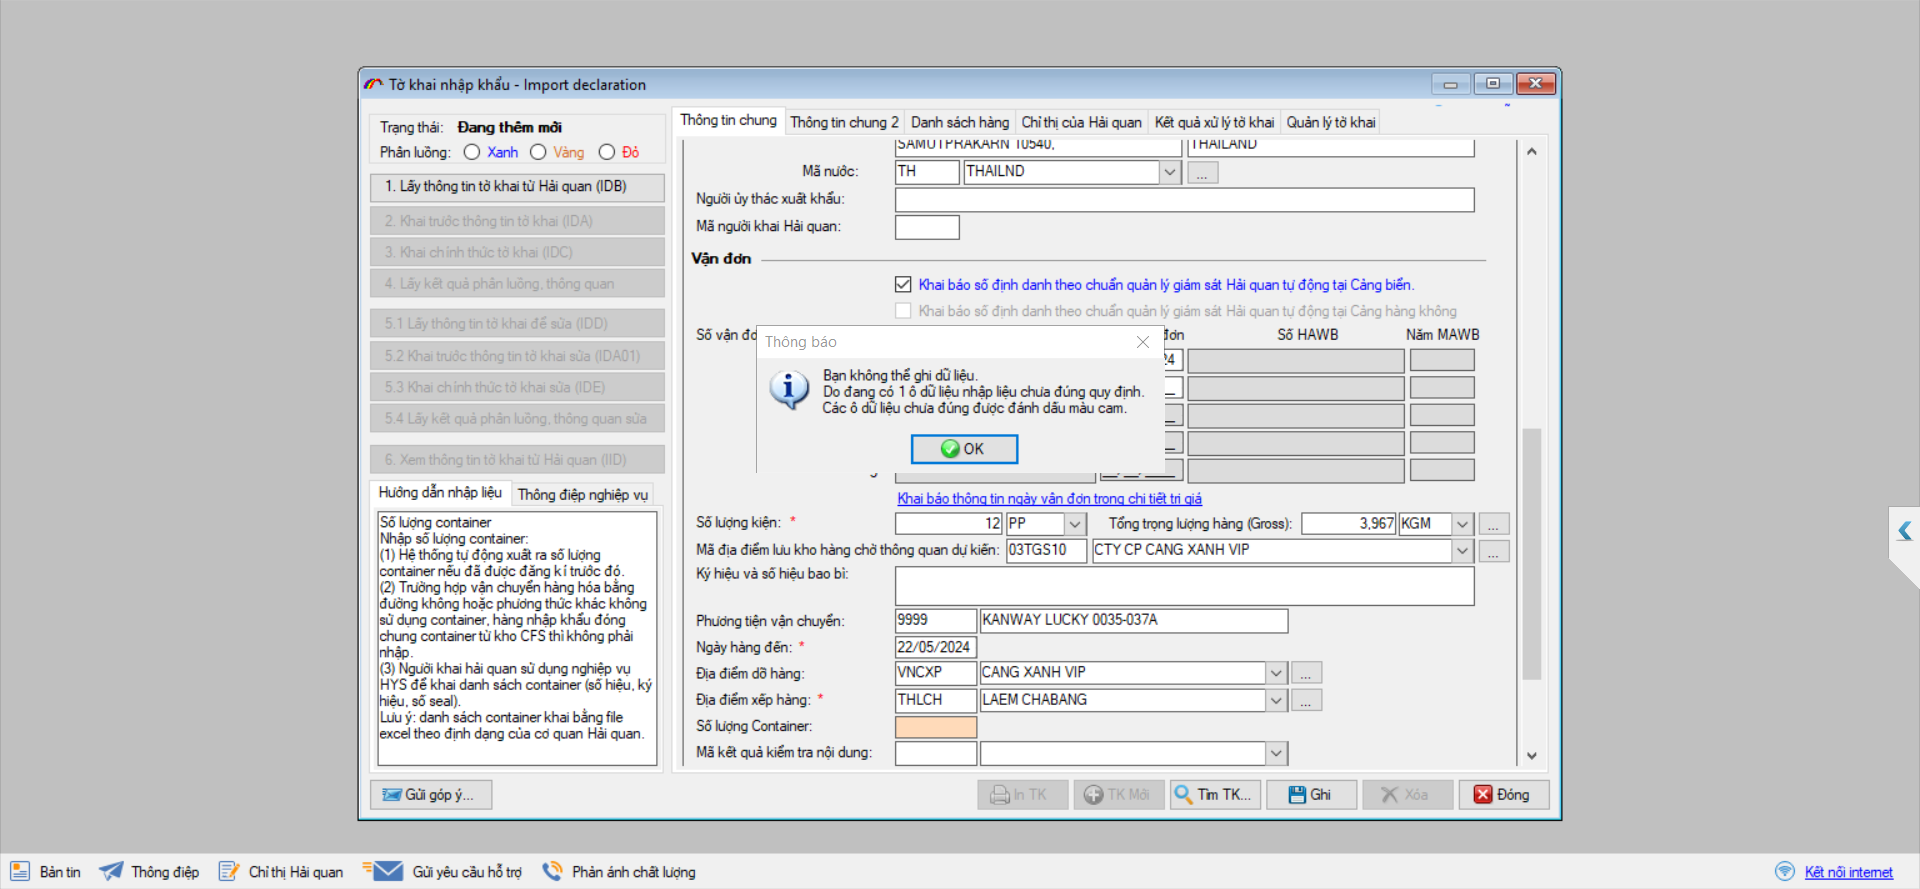 Tờ khai nhập khẩu - Import declaration
Trạng thái: Đang thêm mới
Phân luồng: Xanh Vàng Đỏ
1. Lấy thông tin tờ khai từ Hải quan (IDB)
2. Khai trước thông tin tờ khai (IDA)
3. Khai chính thức tờ khai (IDC)
4. Lấy kết quả phân luồng, thông quan
5.1 Lấy thông tin tờ khai để sửa (IDD)
5.2 Khai trước thông tin tờ khai sửa (IDA01)
5.3 Khai chính thức tờ khai sửa (IDE)
5.4 Lấy kết quả phân luồng, thông quan sửa
6. Xem thông tin tờ khai từ Hải quan (IID)
Hướng dẫn nhập liệu Thông điệp nghiệp vụ
Số lượng container
Nhập số lượng container:
(1) Hệ thống tự động xuất ra số lượng
container nếu đã được đăng kí trước đó.
(2) Trường hợp vận chuyển hàng hóa bằng
đường không hoặc phương thức khác không
sử dụng container, hàng nhập khẩu đóng
chung container từ kho CFS thì không phải
nhập.
(3) Người khai hải quan sử dụng nghiệp vụ
HYS để khai danh sách container (số hiệu, ký
hiệu, số seal).
Lưu ý: danh sách container khai bằng file
excel theo định dạng của cơ quan Hải quan.
Gửi góp ý...
Thông tin chung Thông tin chung 2 Danh sách hàng Chỉ thị của Hải quan Kết quả xử lý tờ khai Quản lý tờ khai
SAMUTPRAKARN 10540, THAILAND
Mã nước: TH THAILND ...
Người ủy thác xuất khẩu:
Mã người khai Hải quan:
Vận đơn
Khai báo số định danh theo chuẩn quản lý giám sát Hải quan tự động tại Cảng biển.
Khai báo số định danh theo chuẩn quản lý giám sát Hải quan tự động tại Cảng hàng không
Số vận đơ đơn Số HAWB Năm MAWB
24
Thông báo
Bạn không thể ghi dữ liệu.
Do đang có 1 ô dữ liệu nhập liệu chưa đúng quy định.
Các ô dữ liệu chưa đúng được đánh dấu màu cam.
OK
Khai báo thông tin ngày vận đơn trong chi tiết trị giá
Số lượng kiện: * 12 PP Tổng trọng lượng hàng (Gross): 3,967 KGM ...
Mã địa điểm lưu kho hàng chờ thông quan dự kiến: 03TGS10 CTY CP CANG XANH VIP ...
Ký hiệu và số hiệu bao bì:
Phương tiện vận chuyển: 9999 KANWAY LUCKY 0035-037A
Ngày hàng đến: * 22/05/2024
Địa điểm dỡ hàng: VNCXP CANG XANH VIP ...
Địa điểm xếp hàng: * THLCH LAEM CHABANG ...
Số lượng Container:
Mã kết quả kiểm tra nội dung:
In TK TK Mới Tìm TK... Ghi Xóa Đóng
Bản tin Thông điệp Chỉ thị Hải quan Gửi yêu cầu hỗ trợ Phản ánh chất lượng Kết nối internet